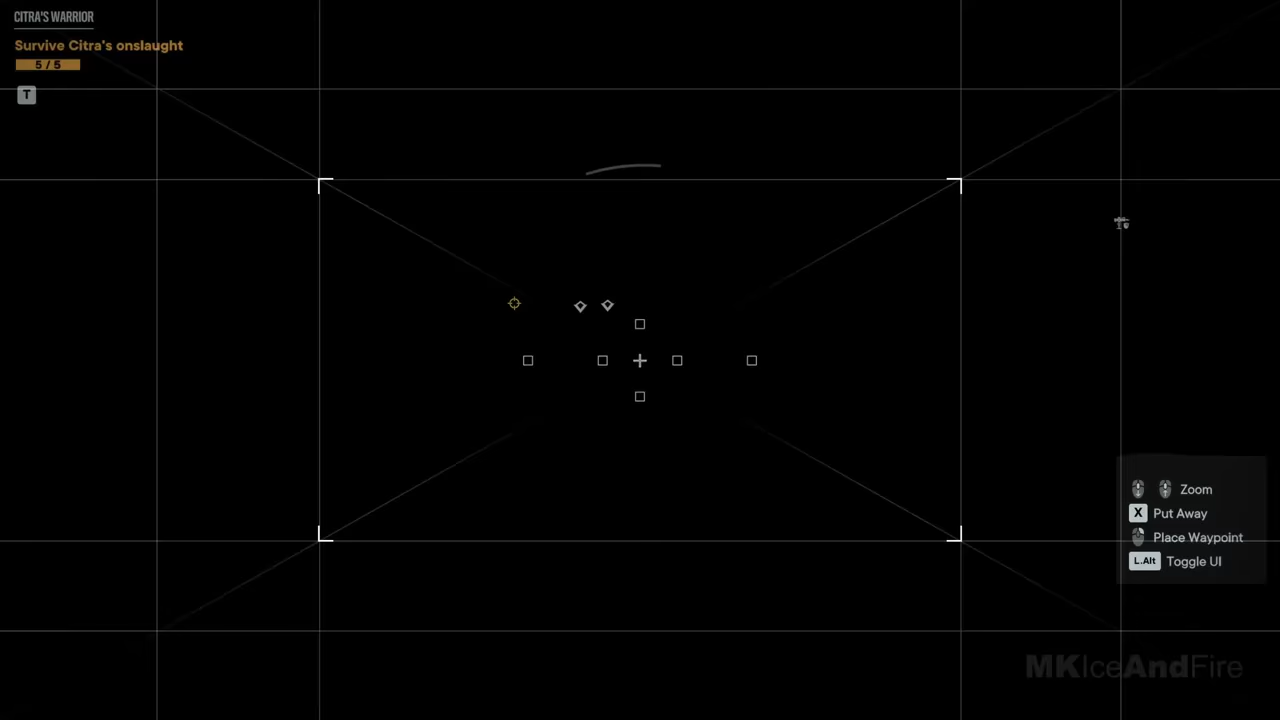 CITRA'S WARRIOR
Survive Citra's onslaught
5 / 5
T
Zoom
X Put Away
Place Waypoint
L.Alt Toggle UI
MKIceAndFire